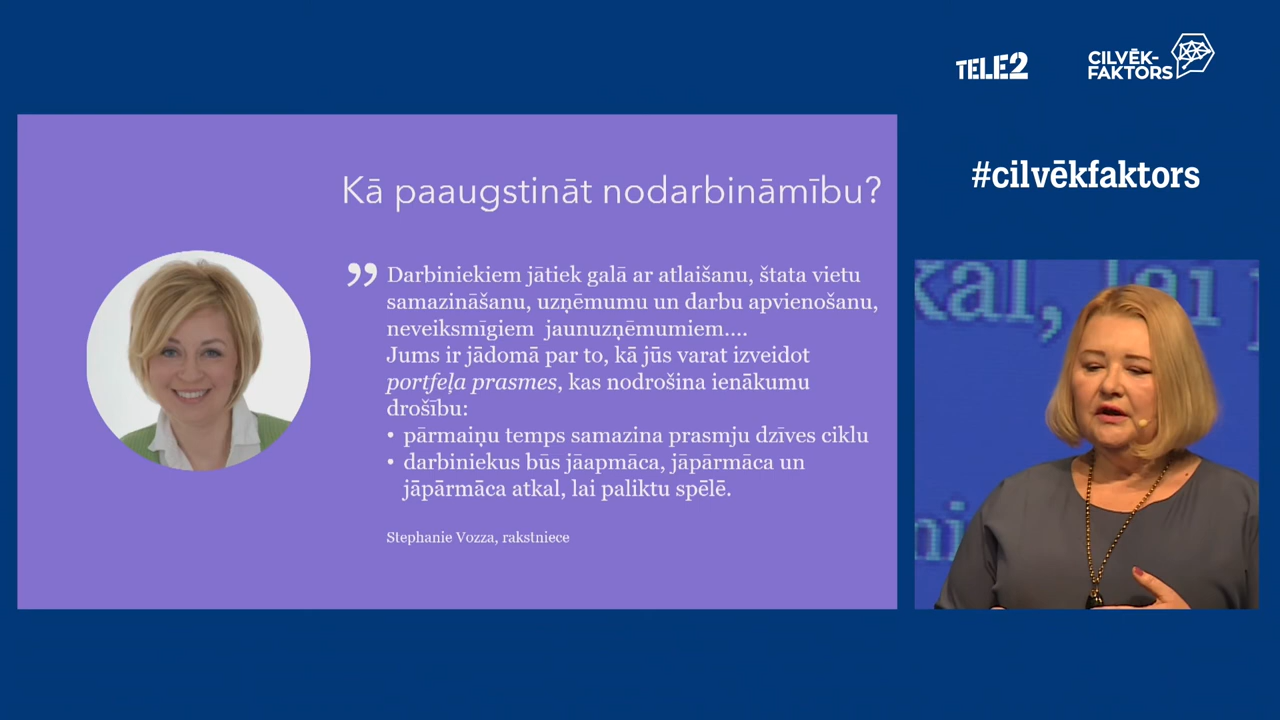 TELE2
CILVĒK-
FAKTORS
#cilvēkfaktors
Kā paaugstināt nodarbināmību?
” Darbiniekiem jātiek galā ar atlaišanu, štata vietu
samazināšanu, uzņēmumu un darbu apvienošanu,
neveiksmīgiem jaunuzņēmumiem....
Jums ir jādomā par to, kā jūs varat izveidot
portfeļa prasmes, kas nodrošina ienākumu
drošību:
• pārmaiņu temps samazina prasmju dzīves ciklu
• darbiniekus būs jāapmāca, jāpārmāca un
jāpārmāca atkal, lai paliktu spēlē.
Stephanie Vozza, rakstniece
kal, lai
ni